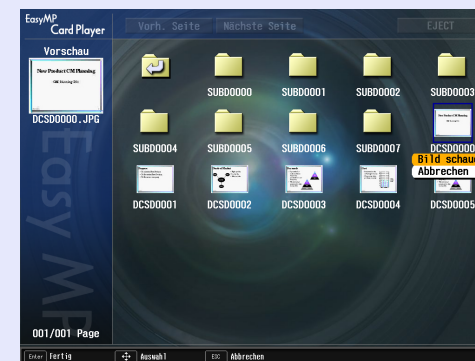 EasyMP
Card Player
Vorh. Seite
Nächste Seite
EJECT
Vorschau
New Product CM Planning
DCSD0000.JPG
SUBD0000
SUBD0001
SUBD0002
SUBD0003
SUBD0004
SUBD0005
SUBD0006
SUBD0007
DCSD0000
Bild schaue
Abbrechen
DCSD0001
DCSD0002
DCSD0003
DCSD0004
DCSD0005
Easy MP
001/001 Page
Enter Fertig
Auswahl
ESC Abbrechen